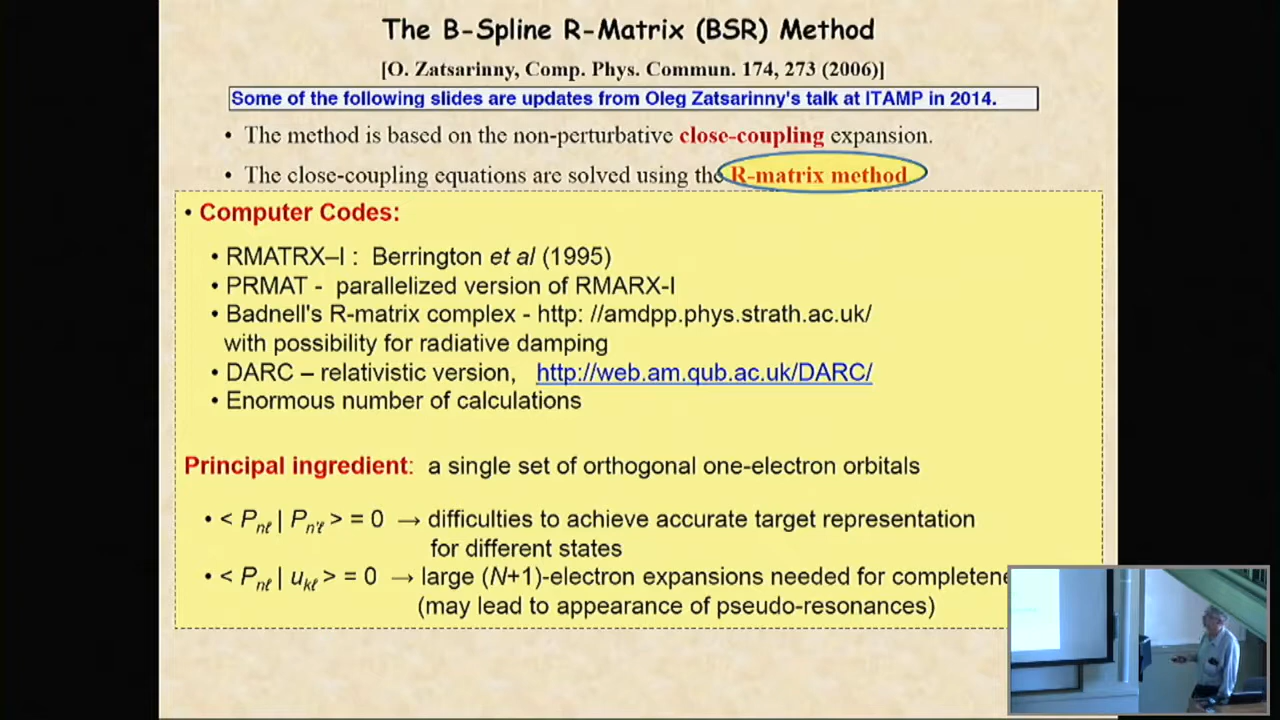 The B-Spline R-Matrix (BSR) Method
[O. Zatsarinny, Comp. Phys. Commun. 174, 273 (2006)]
Some of the following slides are updates from Oleg Zatsarinny's talk at ITAMP in 2014.
• The method is based on the non-perturbative close-coupling expansion.
• The close-coupling equations are solved using the R-matrix method
• Computer Codes:
• RMATRX–I : Berrington et al (1995)
• PRMAT - parallelized version of RMARX-I
• Badnell's R-matrix complex - http: //amdpp.phys.strath.ac.uk/
with possibility for radiative damping
• DARC – relativistic version, http://web.am.qub.ac.uk/DARC/
• Enormous number of calculations
Principal ingredient: a single set of orthogonal one-electron orbitals
• < Pnℓ | Pn'ℓ > = 0 → difficulties to achieve accurate target representation
for different states
• < Pnℓ | ukℓ > = 0 → large (N+1)-electron expansions needed for
(may lead to appearance of pseudo-resonances)